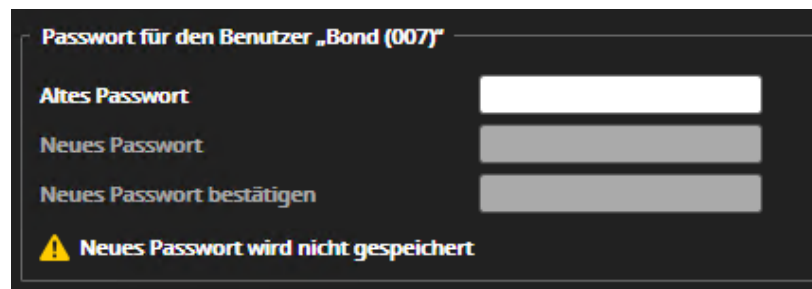 Passwort für den Benutzer „Bond (007)“
Altes Passwort
Neues Passwort
Neues Passwort bestätigen
Neues Passwort wird nicht gespeichert